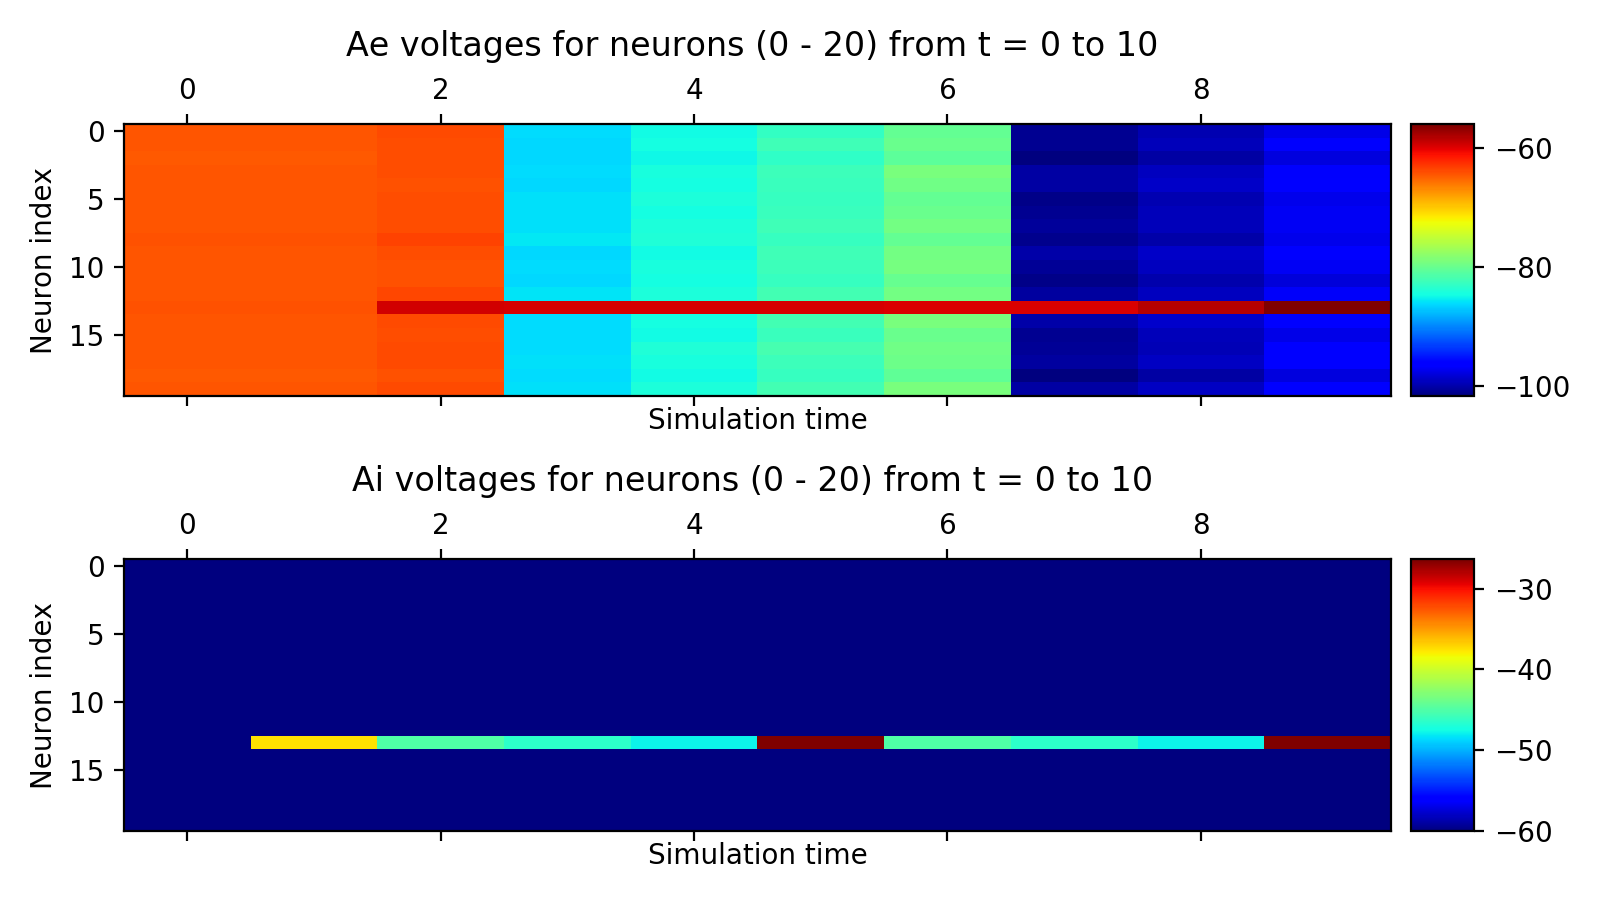 Ae voltages for neurons (0 - 20) from t = 0 to 10
0 2 4 6 8
Neuron index
0
5
10
15
−60
−80
−100
Simulation time
Ai voltages for neurons (0 - 20) from t = 0 to 10
0 2 4 6 8
Neuron index
0
5
10
15
−30
−40
−50
−60
Simulation time